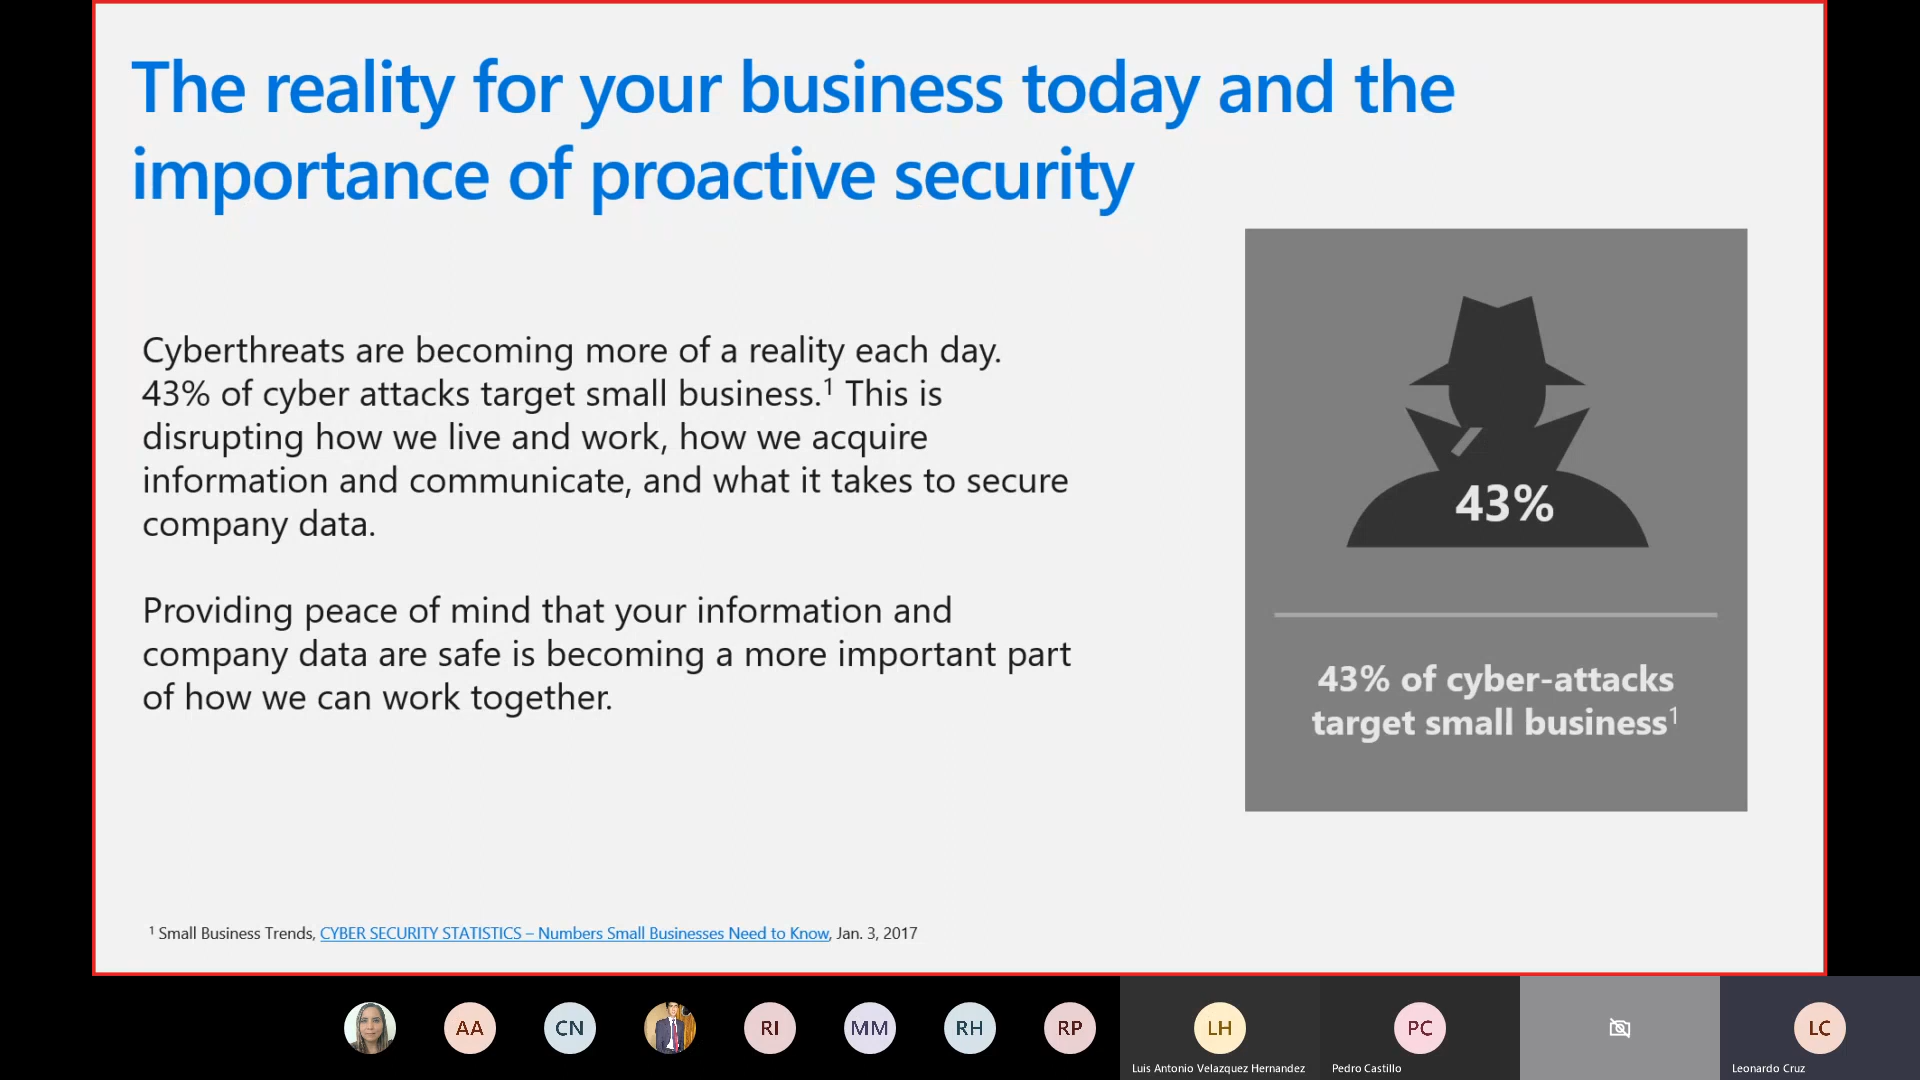 The reality for your business today and the
importance of proactive security
Cyberthreats are becoming more of a reality each day.
43% of cyber attacks target small business.¹ This is
disrupting how we live and work, how we acquire
information and communicate, and what it takes to secure
company data.
Providing peace of mind that your information and
company data are safe is becoming a more important part
of how we can work together.
43%
43% of cyber-attacks
target small business¹
¹ Small Business Trends, CYBER SECURITY STATISTICS – Numbers Small Businesses Need to Know, Jan. 3, 2017
AA
CN
RI
MM
RH
RP
LH
Luis Antonio Velazquez Hernandez
PC
Pedro Castillo
LC
Leonardo Cruz